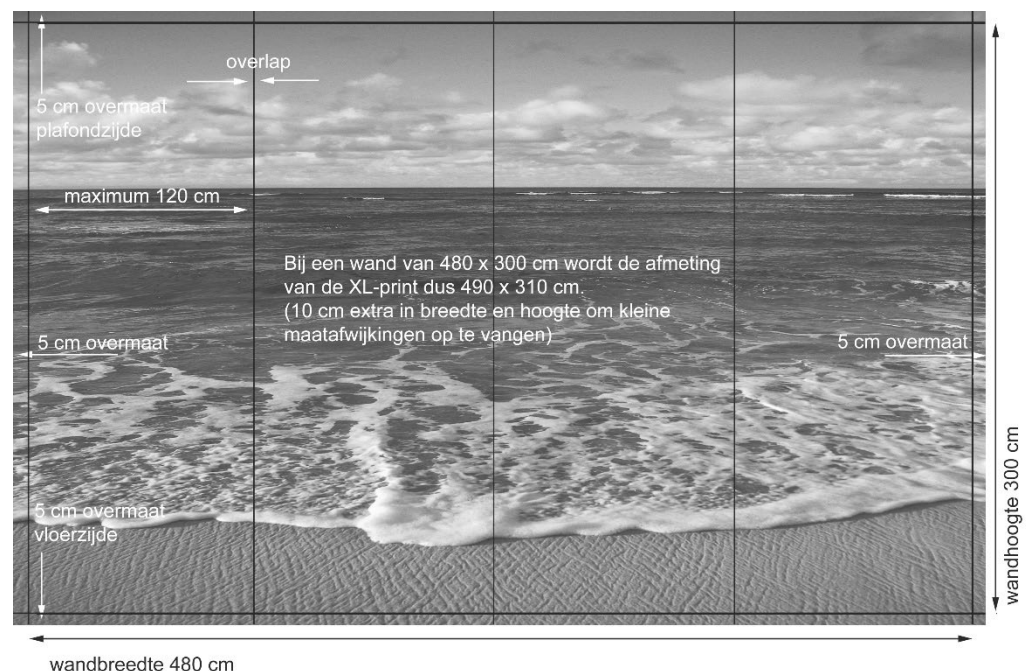 overlap
5 cm overmaat
plafondzijde
maximum 120 cm
Bij een wand van 480 x 300 cm wordt de afmeting
van de XL-print dus 490 x 310 cm.
(10 cm extra in breedte en hoogte om kleine
maatafwijkingen op te vangen)
5 cm overmaat
5 cm overmaat
5 cm overmaat
vloerzijde
wandhoogte 300 cm
wandbreedte 480 cm